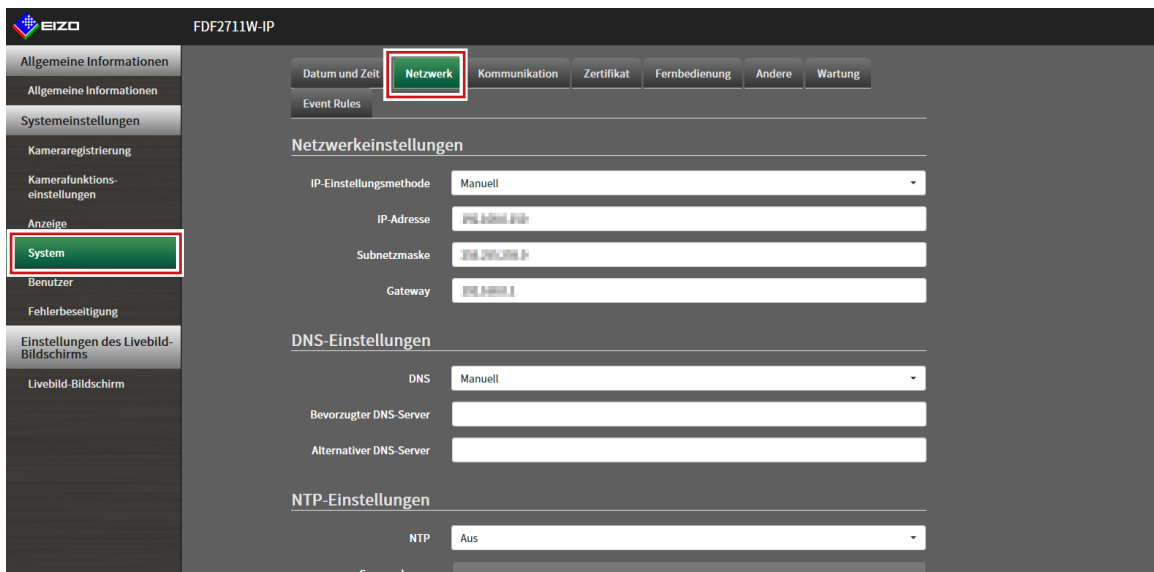 EIZO
FDF2711W-IP
Allgemeine Informationen
Allgemeine Informationen
Systemeinstellungen
Kameraregistrierung
Kamerafunktions-
einstellungen
Anzeige
System
Benutzer
Fehlerbeseitigung
Einstellungen des Livebild-
Bildschirms
Livebild-Bildschirm
Datum und Zeit
Netzwerk
Kommunikation
Zertifikat
Fernbedienung
Andere
Wartung
Event Rules
Netzwerkeinstellungen
IP-Einstellungsmethode
Manuell
IP-Adresse
Subnetzmaske
Gateway
DNS-Einstellungen
DNS
Manuell
Bevorzugter DNS-Server
Alternativer DNS-Server
NTP-Einstellungen
NTP
Aus